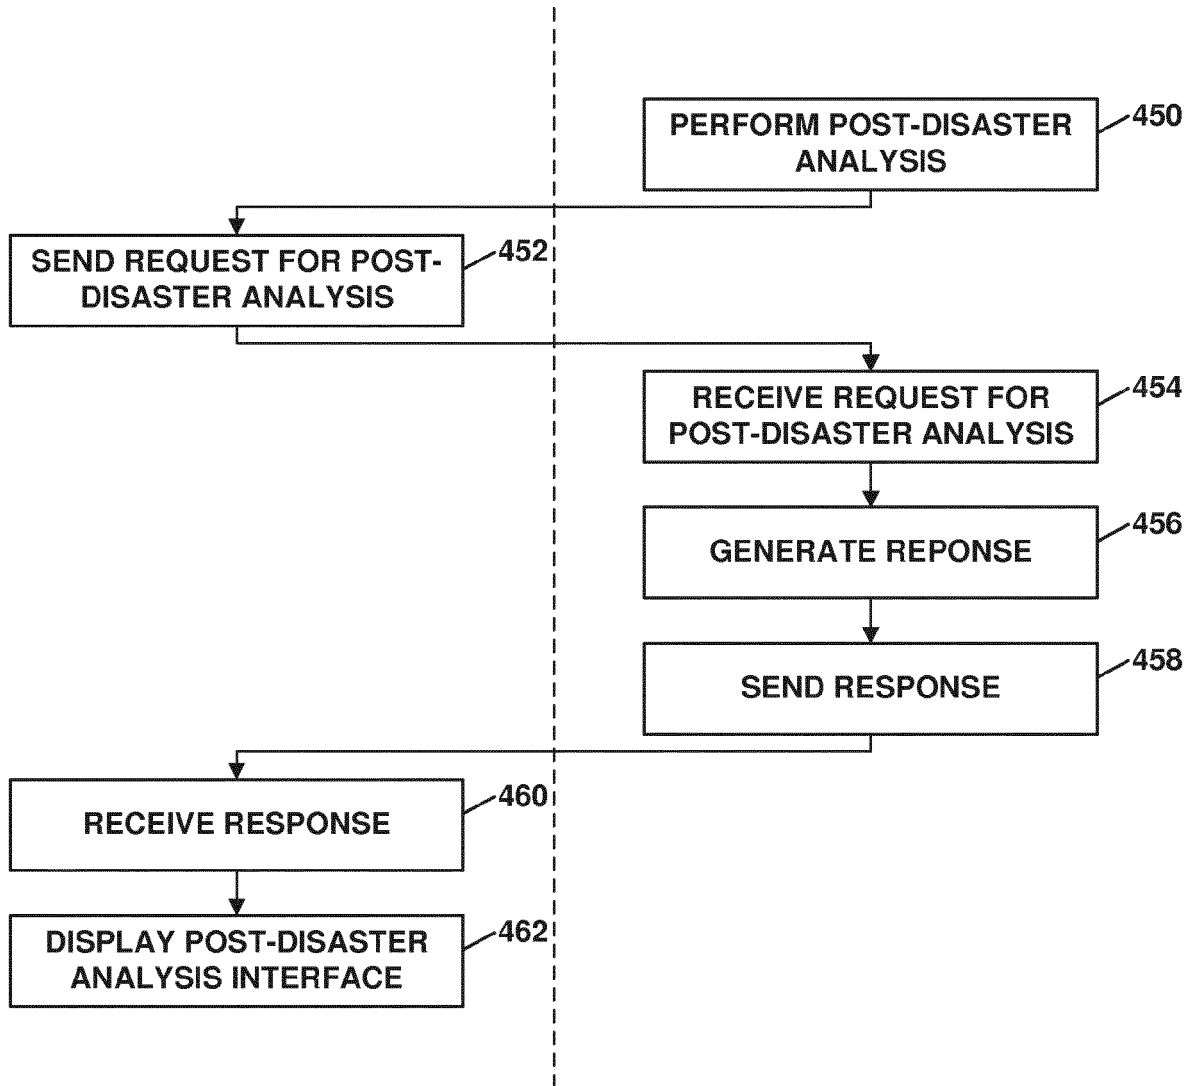 PERFORM POST-DISASTER
ANALYSIS
450
SEND REQUEST FOR POST-
DISASTER ANALYSIS
452
RECEIVE REQUEST FOR
POST-DISASTER ANALYSIS
454
GENERATE REPONSE
456
SEND RESPONSE
458
RECEIVE RESPONSE
460
DISPLAY POST-DISASTER
ANALYSIS INTERFACE
462